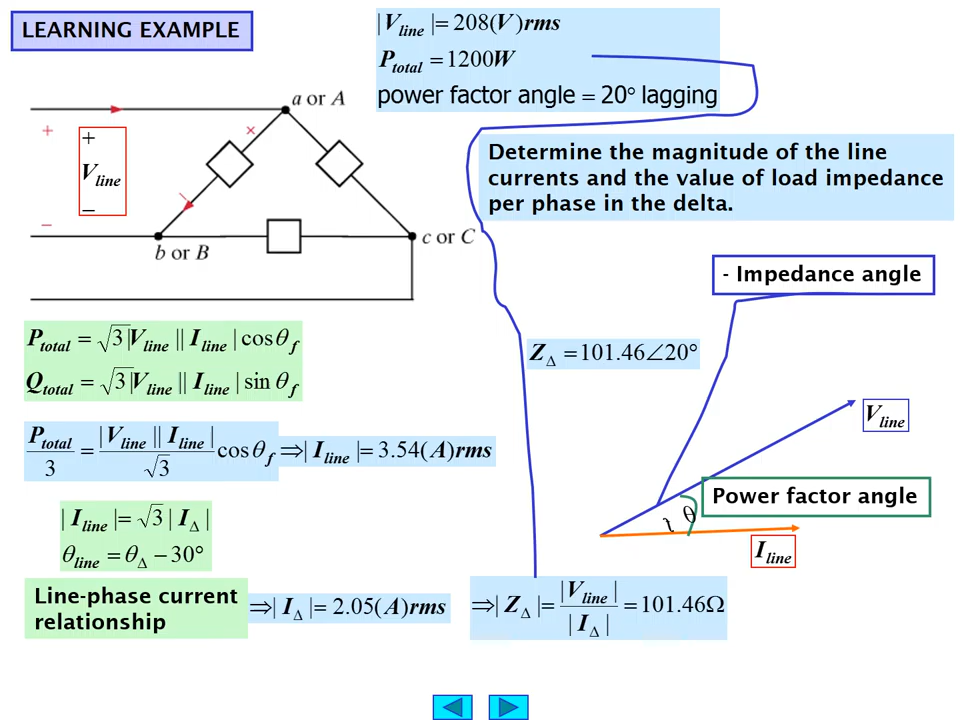 LEARNING EXAMPLE
|V_line|= 208(V)rms
P_total = 1200W
power factor angle = 20° lagging
a or A
+
×
+
V_line
−
−
b or B
c or C
Determine the magnitude of the line
currents and the value of load impedance
per phase in the delta.
- Impedance angle
P_total = √3|V_line || I_line | cosθ_f
Q_total = √3|V_line || I_line | sin θ_f
Z_Δ = 101.46∠20°
V_line
P_total / 3 = |V_line || I_line | / √3 cosθ_f ⇒| I_line |= 3.54(A)rms
Power factor angle
θ_f
I_line
| I_line |= √3 | I_Δ |
θ_line = θ_Δ − 30°
Line-phase current
relationship
⇒| I_Δ |= 2.05(A)rms
⇒| Z_Δ |= |V_line | / | I_Δ | = 101.46Ω